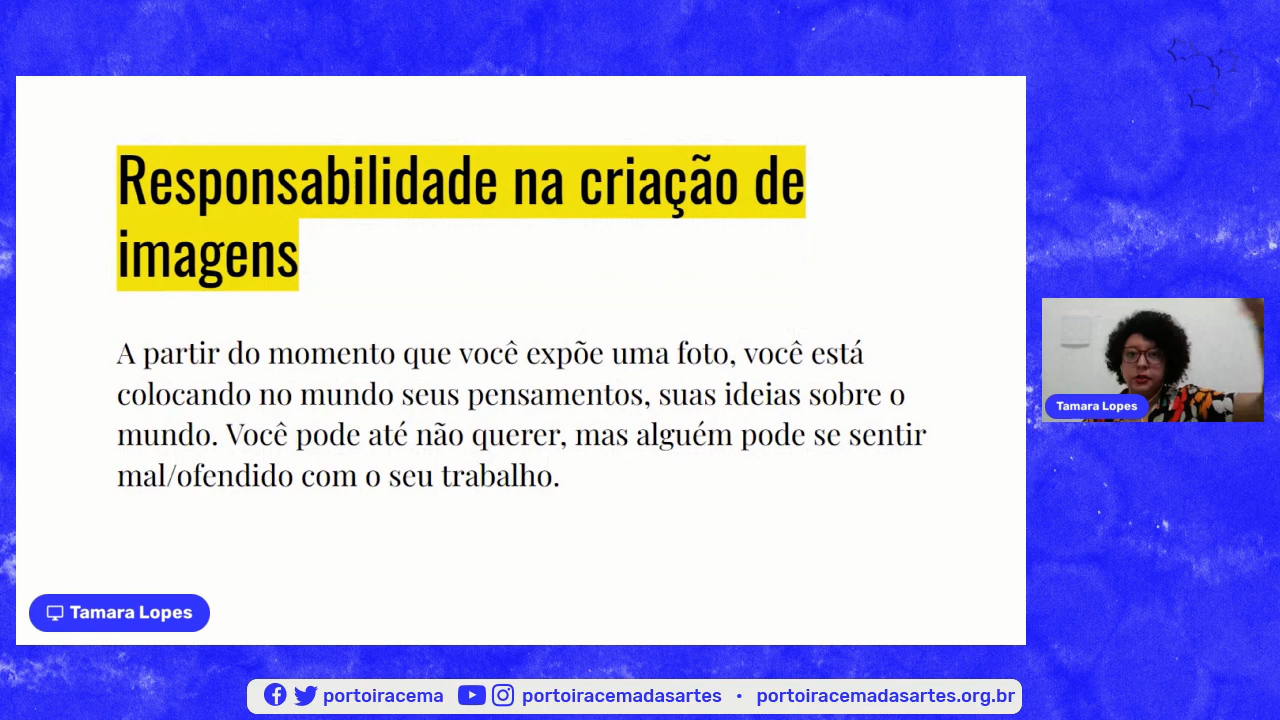 Responsabilidade na criação de
imagens
A partir do momento que você expõe uma foto, você está
colocando no mundo seus pensamentos, suas ideias sobre o
mundo. Você pode até não querer, mas alguém pode se sentir
mal/ofendido com o seu trabalho.
Tamara Lopes
Tamara Lopes
portoiracema portoiracemadasartes • portoiracemadasartes.org.br